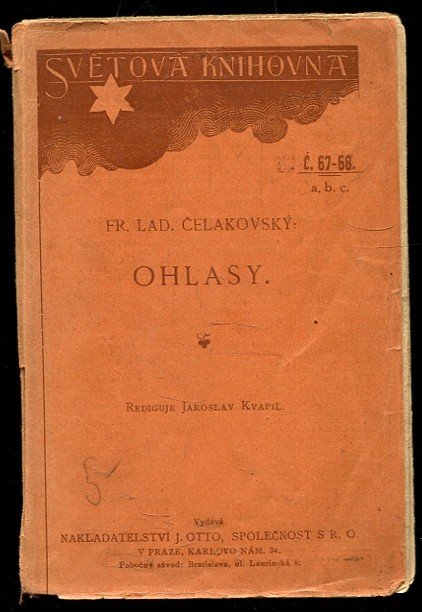 SVĚTOVÁ KNIHOVNA
Č. 67-68.
a, b. c.
FR. LAD. ČELAKOVSKÝ:
OHLASY.
REDIGUJE JAROSLAV KVAPIL.
5
Vydává
NAKLADATELSTVÍ J. OTTO, SPOLEČNOST S R. O.
V PRAZE, KARLOVO NÁM. 34.
Pobočný závod: Bratislava, ul. Laurinská 8.